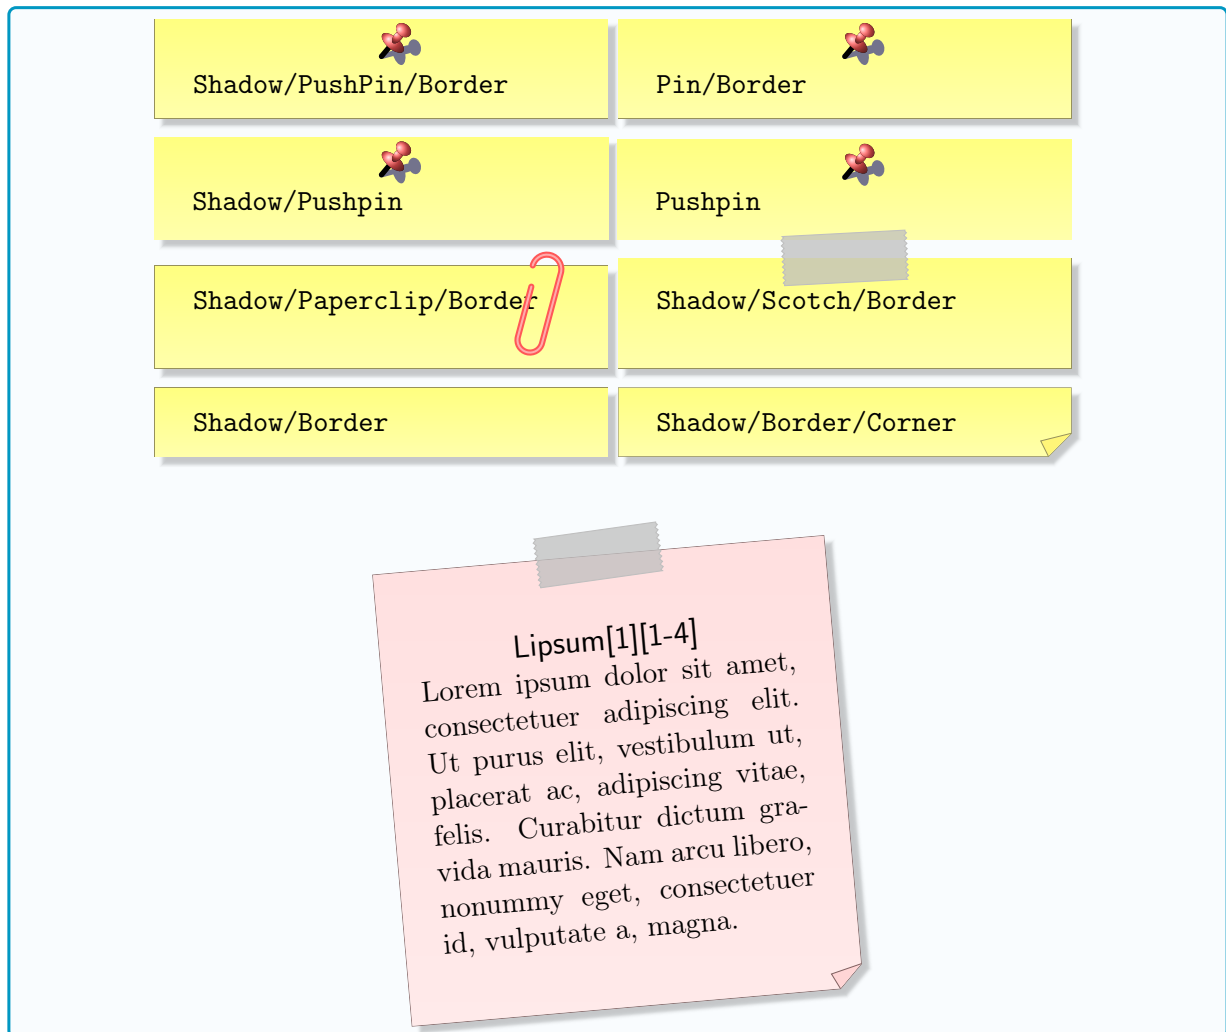 Shadow/PushPin/Border
Pin/Border
Shadow/Pushpin
Pushpin
Shadow/Paperclip/Border
Shadow/Scotch/Border
Shadow/Border
Shadow/Border/Corner
Lipsum[1][1-4]
Lorem ipsum dolor sit amet,
consectetuer adipiscing elit.
Ut purus elit, vestibulum ut,
placerat ac, adipiscing vitae,
felis. Curabitur dictum gra-
vida mauris. Nam arcu libero,
nonummy eget, consectetuer
id, vulputate a, magna.